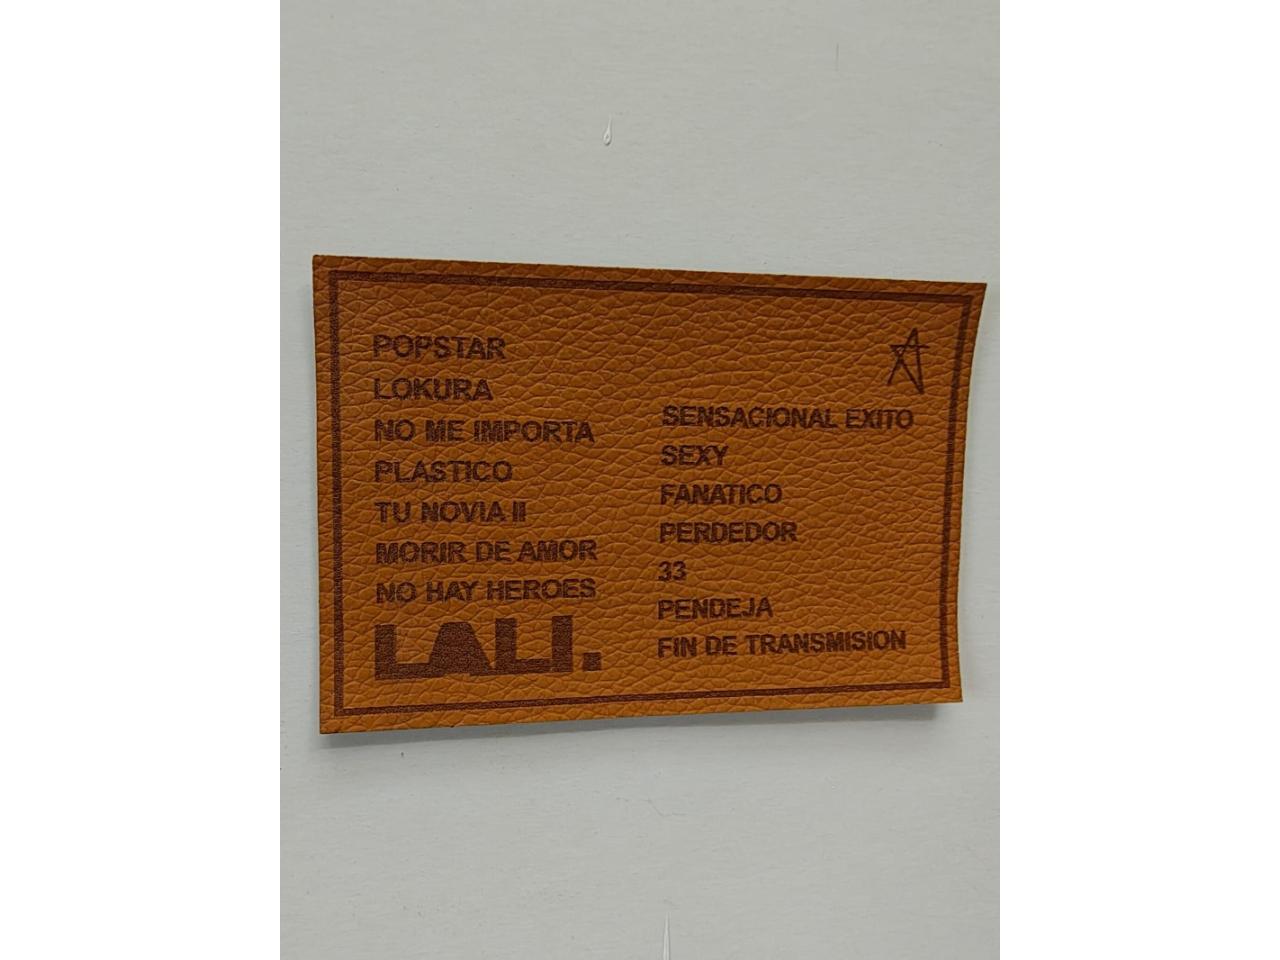 POPSTAR
LOKURA
NO ME IMPORTA
PLASTICO
TU NOVIA II
MORIR DE AMOR
NO HAY HEROES
LALI.
SENSACIONAL EXITO
SEXY
FANATICO
PERDEDOR
33
PENDEJA
FIN DE TRANSMISION